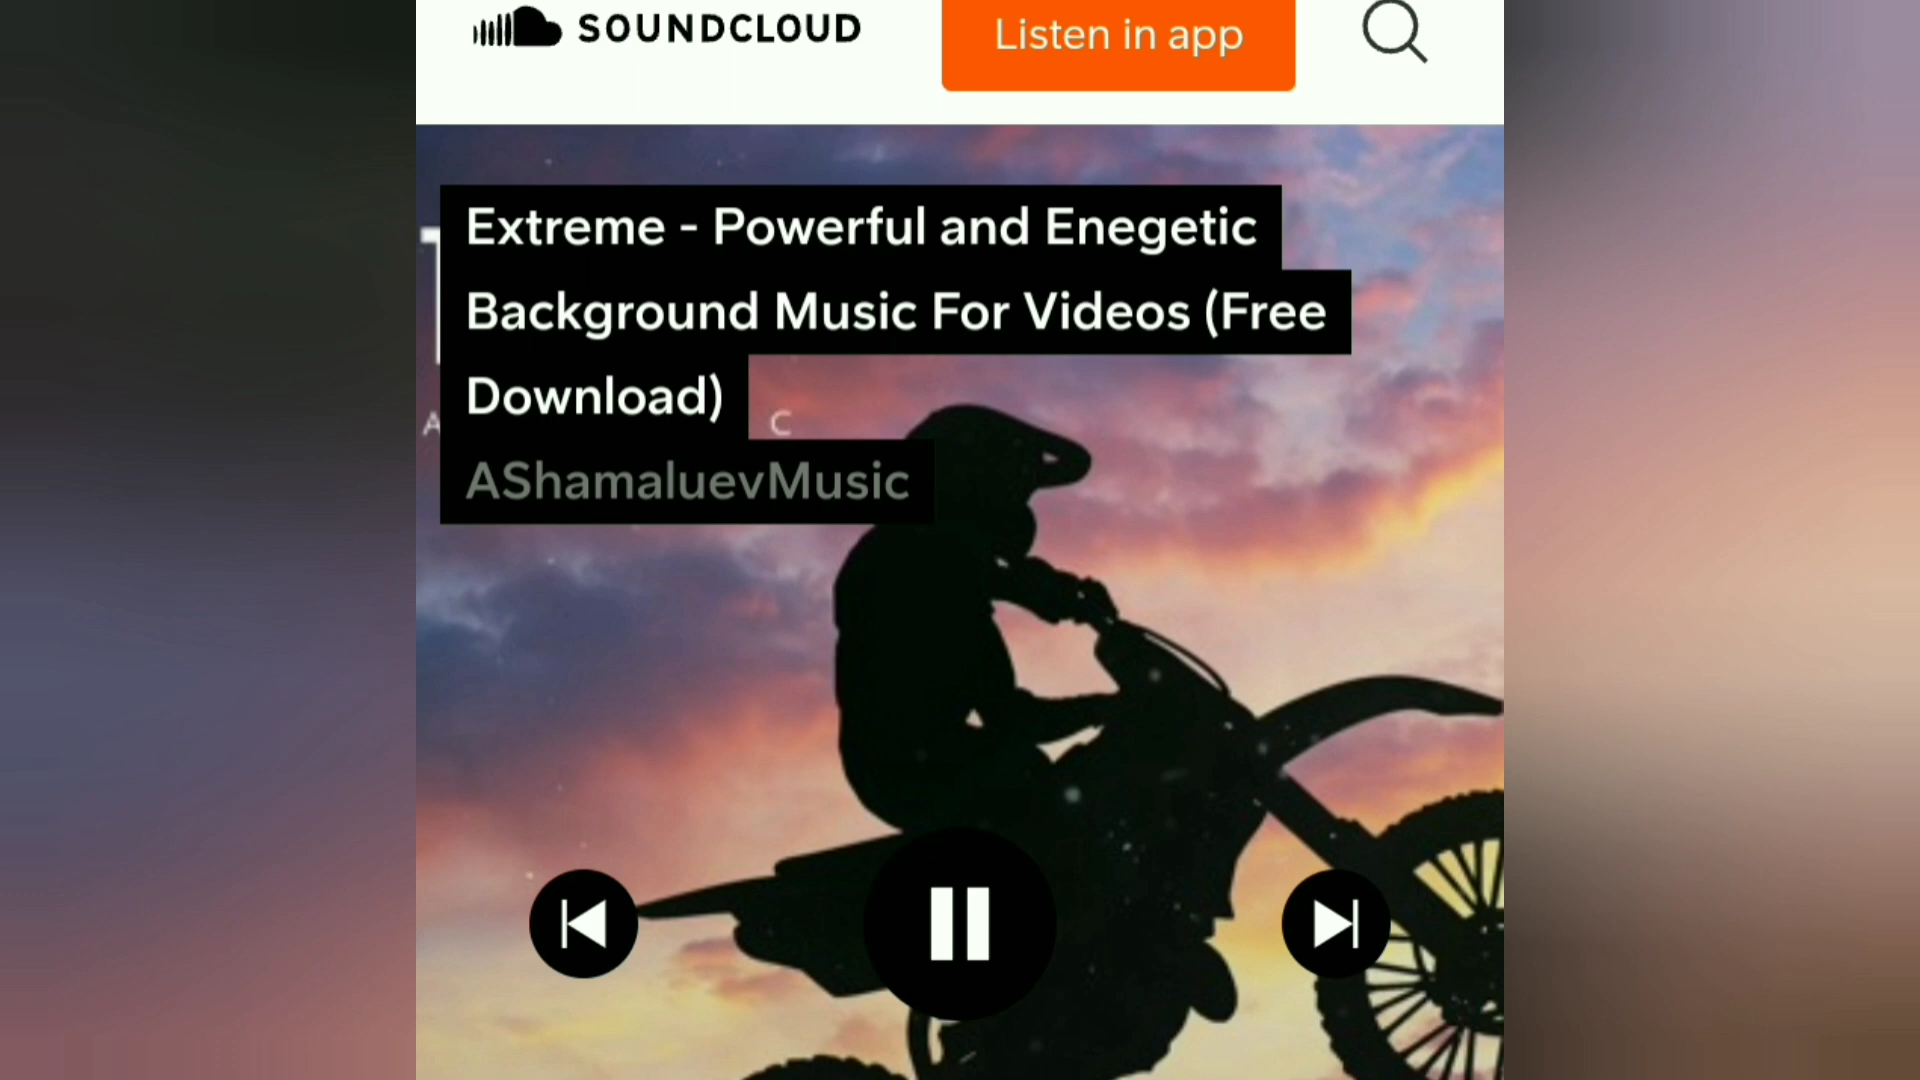 SOUNDCLOUD
Listen in app
Extreme - Powerful and Enegetic
Background Music For Videos (Free
Download)
C
AShamaluevMusic